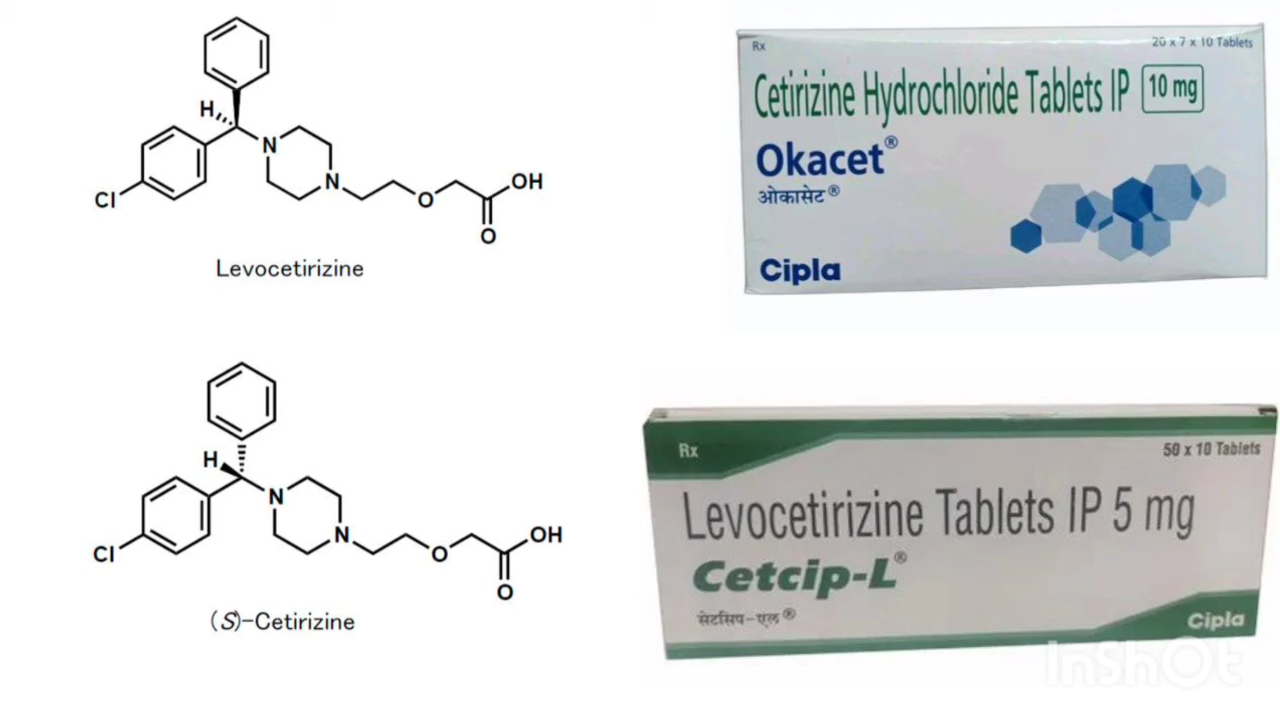 H
N
Cl
N
O
OH
O
Levocetirizine
H
N
Cl
N
O
OH
O
(S)-Cetirizine
Rx
20 x 7 x 10 Tablets
Cetirizine Hydrochloride Tablets IP 10 mg
Okacet®
ओकासेट®
Cipla
Rx
50 x 10 Tablets
Levocetirizine Tablets IP 5 mg
Cetcip-L®
सेटसिप-एल®
Cipla
InShOt